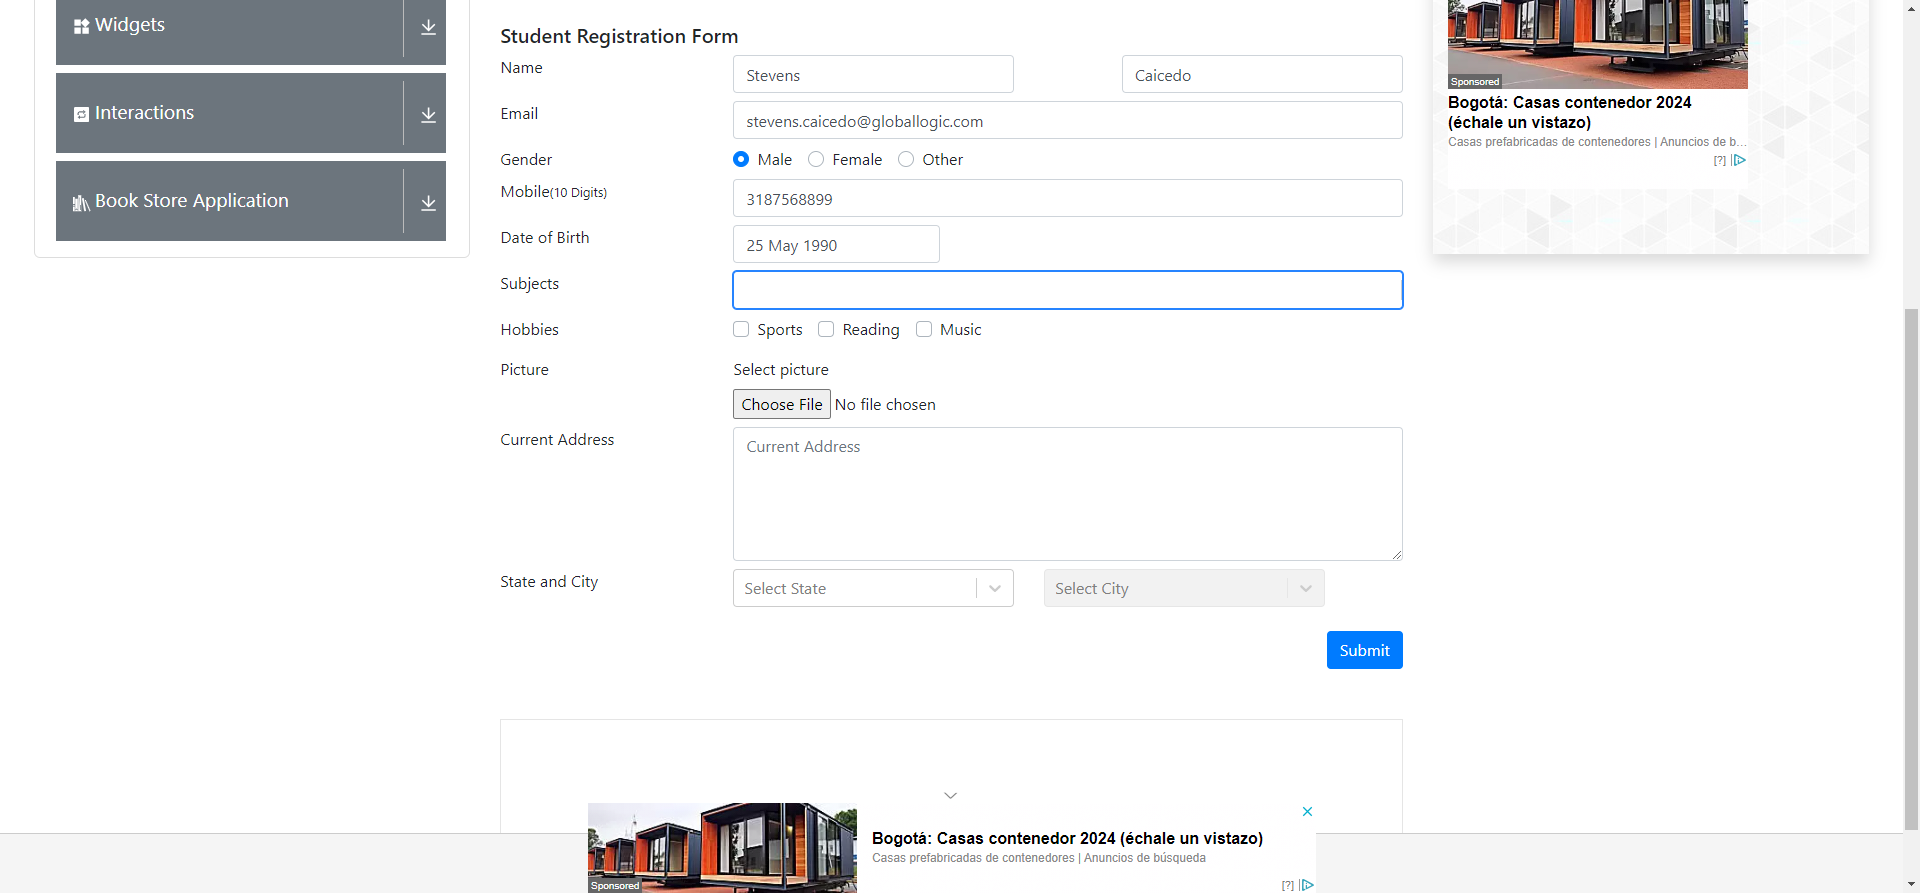 Widgets
Interactions
Book Store Application
Student Registration Form
Name
Stevens
Caicedo
Email
stevens.caicedo@globallogic.com
Gender
Male
Female
Other
Mobile(10 Digits)
3187568899
Date of Birth
25 May 1990
Subjects
Hobbies
Sports
Reading
Music
Picture
Select picture
Choose File No file chosen
Current Address
Current Address
State and City
Select State
Select City
Submit
Sponsored
Bogotá: Casas contenedor 2024
(échale un vistazo)
Casas prefabricadas de contenedores | Anuncios de b...
[?]
Sponsored
Bogotá: Casas contenedor 2024 (échale un vistazo)
Casas prefabricadas de contenedores | Anuncios de búsqueda
[?]